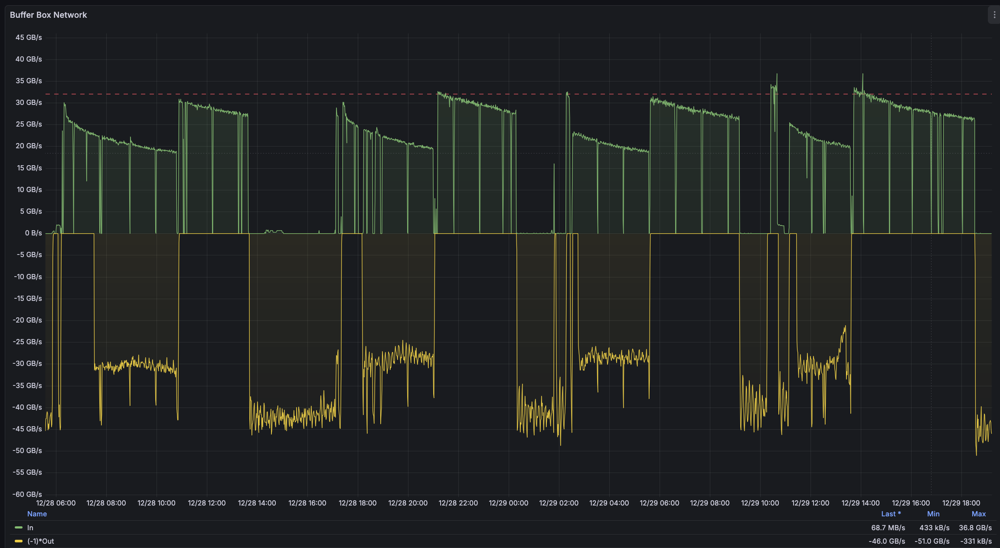 Buffer Box Network
45 GB/s
40 GB/s
35 GB/s
30 GB/s
25 GB/s
20 GB/s
15 GB/s
10 GB/s
5 GB/s
0 B/s
-5 GB/s
-10 GB/s
-15 GB/s
-20 GB/s
-25 GB/s
-30 GB/s
-35 GB/s
-40 GB/s
-45 GB/s
-50 GB/s
-55 GB/s
-60 GB/s
12/28 06:00 12/28 08:00 12/28 10:00 12/28 12:00 12/28 14:00 12/28 16:00 12/28 18:00 12/28 20:00 12/28 22:00 12/29 00:00 12/29 02:00 12/29 04:00 12/29 06:00 12/29 08:00 12/29 10:00 12/29 12:00 12/29 14:00 12/29 16:00 12/29 18:00
Name Last * Min Max
In 68.7 MB/s 433 kB/s 36.8 GB/s
(-1)*Out -46.0 GB/s -51.0 GB/s -331 kB/s